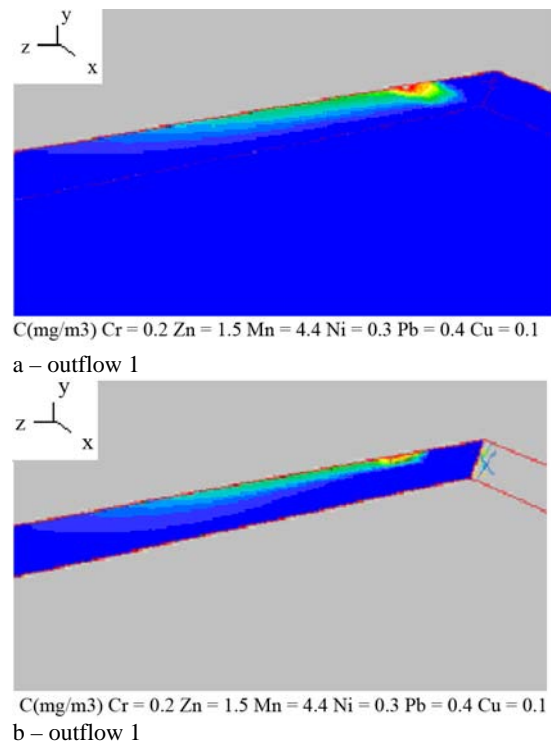 y
z
x
C(mg/m3) Cr = 0.2 Zn = 1.5 Mn = 4.4 Ni = 0.3 Pb = 0.4 Cu = 0.1
a – outflow 1
y
z
x
C(mg/m3) Cr = 0.2 Zn = 1.5 Mn = 4.4 Ni = 0.3 Pb = 0.4 Cu = 0.1
b – outflow 1